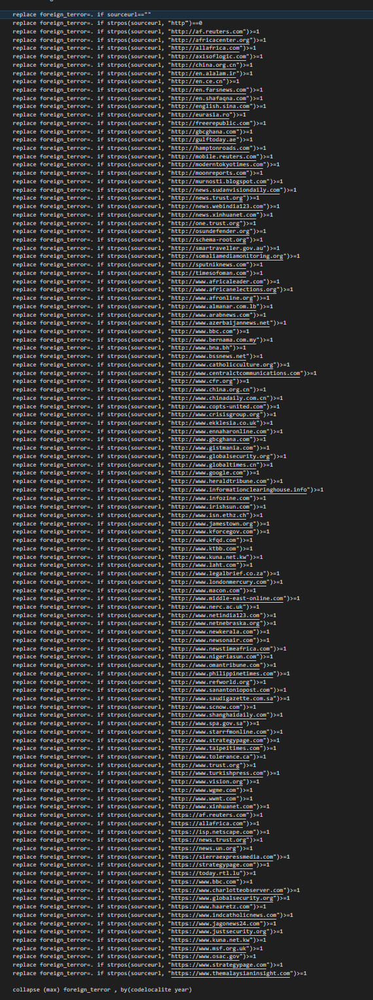 replace foreign_terror=. if sourceurl==""
replace foreign_terror=. if strpos(sourceurl, "http")==0
replace foreign_terror=. if strpos(sourceurl, "http://af.reuters.com")>=1
replace foreign_terror=. if strpos(sourceurl, "http://africacenter.org")>=1
replace foreign_terror=. if strpos(sourceurl, "http://allafrica.com")>=1
replace foreign_terror=. if strpos(sourceurl, "http://axisoflogic.com")>=1
replace foreign_terror=. if strpos(sourceurl, "http://china.org.cn")>=1
replace foreign_terror=. if strpos(sourceurl, "http://en.alalam.ir")>=1
replace foreign_terror=. if strpos(sourceurl, "http://en.ce.cn")>=1
replace foreign_terror=. if strpos(sourceurl, "http://en.farsnews.com")>=1
replace foreign_terror=. if strpos(sourceurl, "http://en.shafaqna.com")>=1
replace foreign_terror=. if strpos(sourceurl, "http://english.sina.com")>=1
replace foreign_terror=. if strpos(sourceurl, "http://eurasia.ro")>=1
replace foreign_terror=. if strpos(sourceurl, "http://freerepublic.com")>=1
replace foreign_terror=. if strpos(sourceurl, "http://gbcghana.com")>=1
replace foreign_terror=. if strpos(sourceurl, "http://gulftoday.ae")>=1
replace foreign_terror=. if strpos(sourceurl, "http://hamptonroads.com")>=1
replace foreign_terror=. if strpos(sourceurl, "http://mobile.reuters.com")>=1
replace foreign_terror=. if strpos(sourceurl, "http://moderntokyotimes.com")>=1
replace foreign_terror=. if strpos(sourceurl, "http://moonreports.com")>=1
replace foreign_terror=. if strpos(sourceurl, "http://murnosti.blogspot.com")>=1
replace foreign_terror=. if strpos(sourceurl, "http://news.sudanvisiondaily.com")>=1
replace foreign_terror=. if strpos(sourceurl, "http://news.trust.org")>=1
replace foreign_terror=. if strpos(sourceurl, "http://news.webindia123.com")>=1
replace foreign_terror=. if strpos(sourceurl, "http://news.xinhuanet.com")>=1
replace foreign_terror=. if strpos(sourceurl, "http://one.trust.org")>=1
replace foreign_terror=. if strpos(sourceurl, "http://osundefender.org")>=1
replace foreign_terror=. if strpos(sourceurl, "http://schema-root.org")>=1
replace foreign_terror=. if strpos(sourceurl, "http://smartraveller.gov.au")>=1
replace foreign_terror=. if strpos(sourceurl, "http://somaliamediamonitoring.org")>=1
replace foreign_terror=. if strpos(sourceurl, "http://sputniknews.com")>=1
replace foreign_terror=. if strpos(sourceurl, "http://timesofoman.com")>=1
replace foreign_terror=. if strpos(sourceurl, "http://www.africaleader.com")>=1
replace foreign_terror=. if strpos(sourceurl, "http://www.africanelections.org")>=1
replace foreign_terror=. if strpos(sourceurl, "http://www.afronline.org")>=1
replace foreign_terror=. if strpos(sourceurl, "http://www.almanar.com.lb")>=1
replace foreign_terror=. if strpos(sourceurl, "http://www.arabnews.com")>=1
replace foreign_terror=. if strpos(sourceurl, "http://www.azerbaijannews.net")>=1
replace foreign_terror=. if strpos(sourceurl, "http://www.bbc.com")>=1
replace foreign_terror=. if strpos(sourceurl, "http://www.bernama.com.my")>=1
replace foreign_terror=. if strpos(sourceurl, "http://www.bna.bh")>=1
replace foreign_terror=. if strpos(sourceurl, "http://www.bssnews.net")>=1
replace foreign_terror=. if strpos(sourceurl, "http://www.catholicculture.org")>=1
replace foreign_terror=. if strpos(sourceurl, "http://www.centralctcommunications.com")>=1
replace foreign_terror=. if strpos(sourceurl, "http://www.cfr.org")>=1
replace foreign_terror=. if strpos(sourceurl, "http://www.china.org.cn")>=1
replace foreign_terror=. if strpos(sourceurl, "http://www.chinadaily.com.cn")>=1
replace foreign_terror=. if strpos(sourceurl, "http://www.copts-united.com")>=1
replace foreign_terror=. if strpos(sourceurl, "http://www.crisisgroup.org")>=1
replace foreign_terror=. if strpos(sourceurl, "http://www.ekklesia.co.uk")>=1
replace foreign_terror=. if strpos(sourceurl, "http://www.ennaharonline.com")>=1
replace foreign_terror=. if strpos(sourceurl, "http://www.gbcghana.com")>=1
replace foreign_terror=. if strpos(sourceurl, "http://www.gistmania.com")>=1
replace foreign_terror=. if strpos(sourceurl, "http://www.globalsecurity.org")>=1
replace foreign_terror=. if strpos(sourceurl, "http://www.globaltimes.cn")>=1
replace foreign_terror=. if strpos(sourceurl, "http://www.google.com")>=1
replace foreign_terror=. if strpos(sourceurl, "http://www.heraldtribune.com")>=1
replace foreign_terror=. if strpos(sourceurl, "http://www.informationclearinghouse.info")>=1
replace foreign_terror=. if strpos(sourceurl, "http://www.infozine.com")>=1
replace foreign_terror=. if strpos(sourceurl, "http://www.irishsun.com")>=1
replace foreign_terror=. if strpos(sourceurl, "http://www.isn.ethz.ch")>=1
replace foreign_terror=. if strpos(sourceurl, "http://www.jamestown.org")>=1
replace foreign_terror=. if strpos(sourceurl, "http://www.kforcegov.com")>=1
replace foreign_terror=. if strpos(sourceurl, "http://www.kfqd.com")>=1
replace foreign_terror=. if strpos(sourceurl, "http://www.ktbb.com")>=1
replace foreign_terror=. if strpos(sourceurl, "http://www.kuna.net.kw")>=1
replace foreign_terror=. if strpos(sourceurl, "http://www.laht.com")>=1
replace foreign_terror=. if strpos(sourceurl, "http://www.legalbrief.co.za")>=1
replace foreign_terror=. if strpos(sourceurl, "http://www.londonmercury.com")>=1
replace foreign_terror=. if strpos(sourceurl, "http://www.macon.com")>=1
replace foreign_terror=. if strpos(sourceurl, "http://www.middle-east-online.com")>=1
replace foreign_terror=. if strpos(sourceurl, "http://www.nerc.ac.uk")>=1
replace foreign_terror=. if strpos(sourceurl, "http://www.netindia123.com")>=1
replace foreign_terror=. if strpos(sourceurl, "http://www.netnebraska.org")>=1
replace foreign_terror=. if strpos(sourceurl, "http://www.newkerala.com")>=1
replace foreign_terror=. if strpos(sourceurl, "http://www.newsonair.com")>=1
replace foreign_terror=. if strpos(sourceurl, "http://www.newstimeafrica.com")>=1
replace foreign_terror=. if strpos(sourceurl, "http://www.nigeriasun.com")>=1
replace foreign_terror=. if strpos(sourceurl, "http://www.omantribune.com")>=1
replace foreign_terror=. if strpos(sourceurl, "http://www.philippinetimes.com")>=1
replace foreign_terror=. if strpos(sourceurl, "http://www.refworld.org")>=1
replace foreign_terror=. if strpos(sourceurl, "http://www.sanantoniopost.com")>=1
replace foreign_terror=. if strpos(sourceurl, "http://www.saudigazette.com.sa")>=1
replace foreign_terror=. if strpos(sourceurl, "http://www.scnow.com")>=1
replace foreign_terror=. if strpos(sourceurl, "http://www.shanghaidaily.com")>=1
replace foreign_terror=. if strpos(sourceurl, "http://www.spa.gov.sa")>=1
replace foreign_terror=. if strpos(sourceurl, "http://www.starrfmonline.com")>=1
replace foreign_terror=. if strpos(sourceurl, "http://www.strategypage.com")>=1
replace foreign_terror=. if strpos(sourceurl, "http://www.taipeitimes.com")>=1
replace foreign_terror=. if strpos(sourceurl, "http://www.tolerance.ca")>=1
replace foreign_terror=. if strpos(sourceurl, "http://www.trust.org")>=1
replace foreign_terror=. if strpos(sourceurl, "http://www.turkishpress.com")>=1
replace foreign_terror=. if strpos(sourceurl, "http://www.vision.org")>=1
replace foreign_terror=. if strpos(sourceurl, "http://www.wgme.com")>=1
replace foreign_terror=. if strpos(sourceurl, "http://www.wwmt.com")>=1
replace foreign_terror=. if strpos(sourceurl, "http://www.xinhuanet.com")>=1
replace foreign_terror=. if strpos(sourceurl, "https://af.reuters.com")>=1
replace foreign_terror=. if strpos(sourceurl, "https://allafrica.com")>=1
replace foreign_terror=. if strpos(sourceurl, "https://isp.netscape.com")>=1
replace foreign_terror=. if strpos(sourceurl, "https://news.trust.org")>=1
replace foreign_terror=. if strpos(sourceurl, "https://news.un.org")>=1
replace foreign_terror=. if strpos(sourceurl, "https://sierraexpressmedia.com")>=1
replace foreign_terror=. if strpos(sourceurl, "https://strategypage.com")>=1
replace foreign_terror=. if strpos(sourceurl, "https://today.rtl.lu")>=1
replace foreign_terror=. if strpos(sourceurl, "https://www.bbc.com")>=1
replace foreign_terror=. if strpos(sourceurl, "https://www.charlotteobserver.com")>=1
replace foreign_terror=. if strpos(sourceurl, "https://www.globalsecurity.org")>=1
replace foreign_terror=. if strpos(sourceurl, "https://www.haaretz.com")>=1
replace foreign_terror=. if strpos(sourceurl, "https://www.indcatholicnews.com")>=1
replace foreign_terror=. if strpos(sourceurl, "https://www.jagonews24.com")>=1
replace foreign_terror=. if strpos(sourceurl, "https://www.justsecurity.org")>=1
replace foreign_terror=. if strpos(sourceurl, "https://www.kuna.net.kw")>=1
replace foreign_terror=. if strpos(sourceurl, "https://www.msf.org.uk")>=1
replace foreign_terror=. if strpos(sourceurl, "https://www.osac.gov")>=1
replace foreign_terror=. if strpos(sourceurl, "https://www.strategypage.com")>=1
replace foreign_terror=. if strpos(sourceurl, "https://www.themalaysianinsight.com")>=1
collapse (max) foreign_terror , by(codelocalite year)